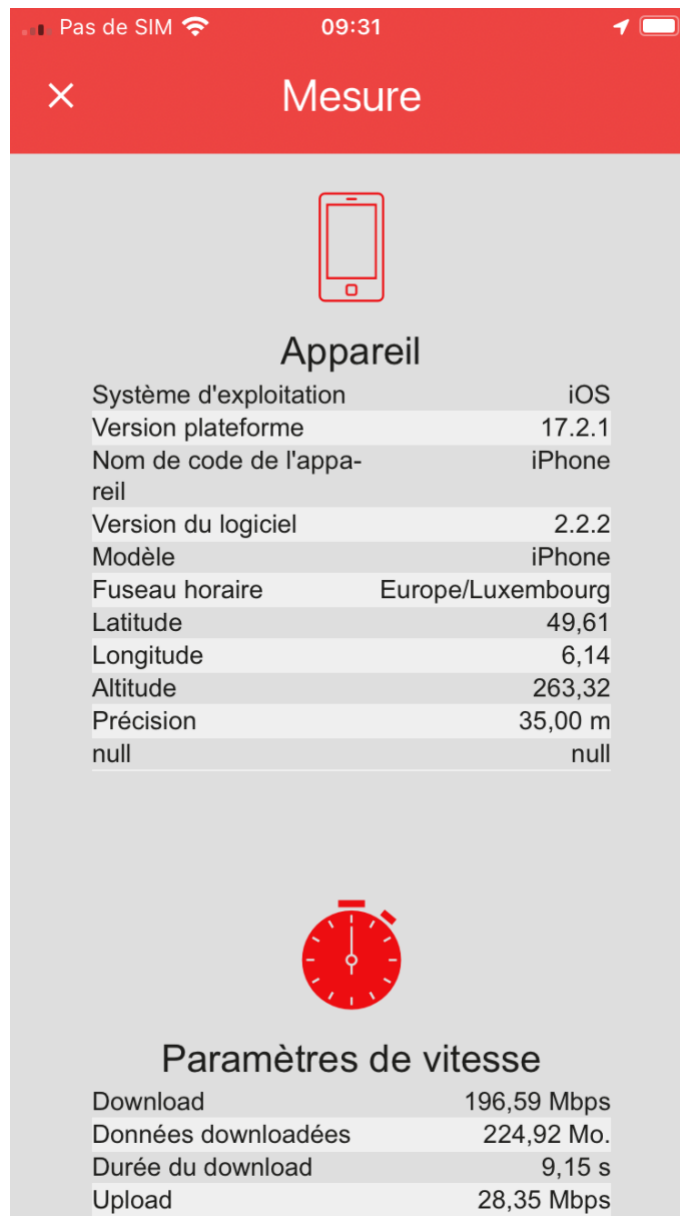 Pas de SIM 09:31
Mesure
Appareil
Système d'exploitation iOS
Version plateforme 17.2.1
Nom de code de l'appa- iPhone
reil
Version du logiciel 2.2.2
Modèle iPhone
Fuseau horaire Europe/Luxembourg
Latitude 49,61
Longitude 6,14
Altitude 263,32
Précision 35,00 m
null null
Paramètres de vitesse
Download 196,59 Mbps
Données downloadées 224,92 Mo.
Durée du download 9,15 s
Upload 28,35 Mbps